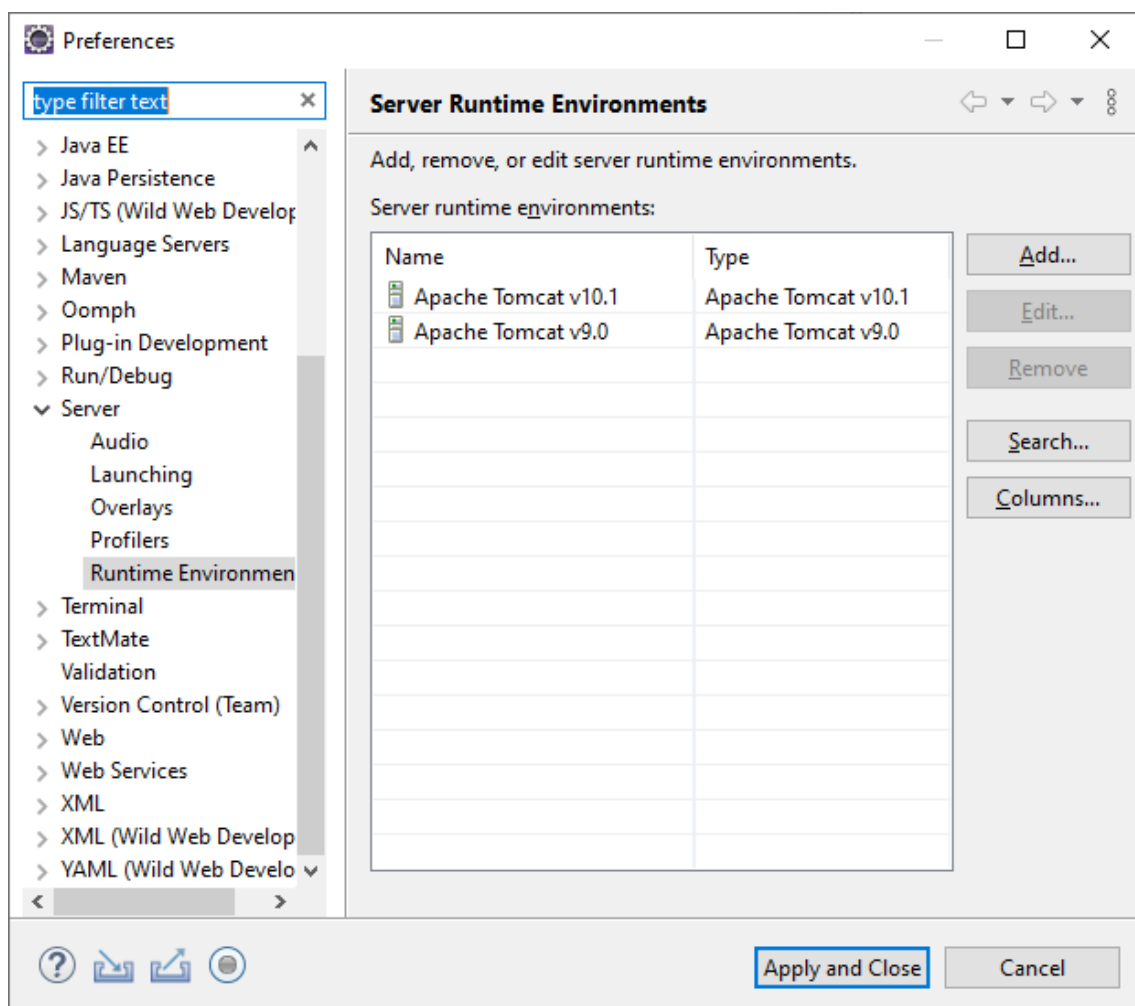 Preferences
type filter text
Java EE
Java Persistence
JS/TS (Wild Web Develop
Language Servers
Maven
Oomph
Plug-in Development
Run/Debug
Server
Audio
Launching
Overlays
Profilers
Runtime Environmen
Terminal
TextMate
Validation
Version Control (Team)
Web
Web Services
XML
XML (Wild Web Develop
YAML (Wild Web Develo
Server Runtime Environments
Add, remove, or edit server runtime environments.
Server runtime environments:
Name Type
Apache Tomcat v10.1 Apache Tomcat v10.1
Apache Tomcat v9.0 Apache Tomcat v9.0
Add...
Edit...
Remove
Search...
Columns...
Apply and Close Cancel